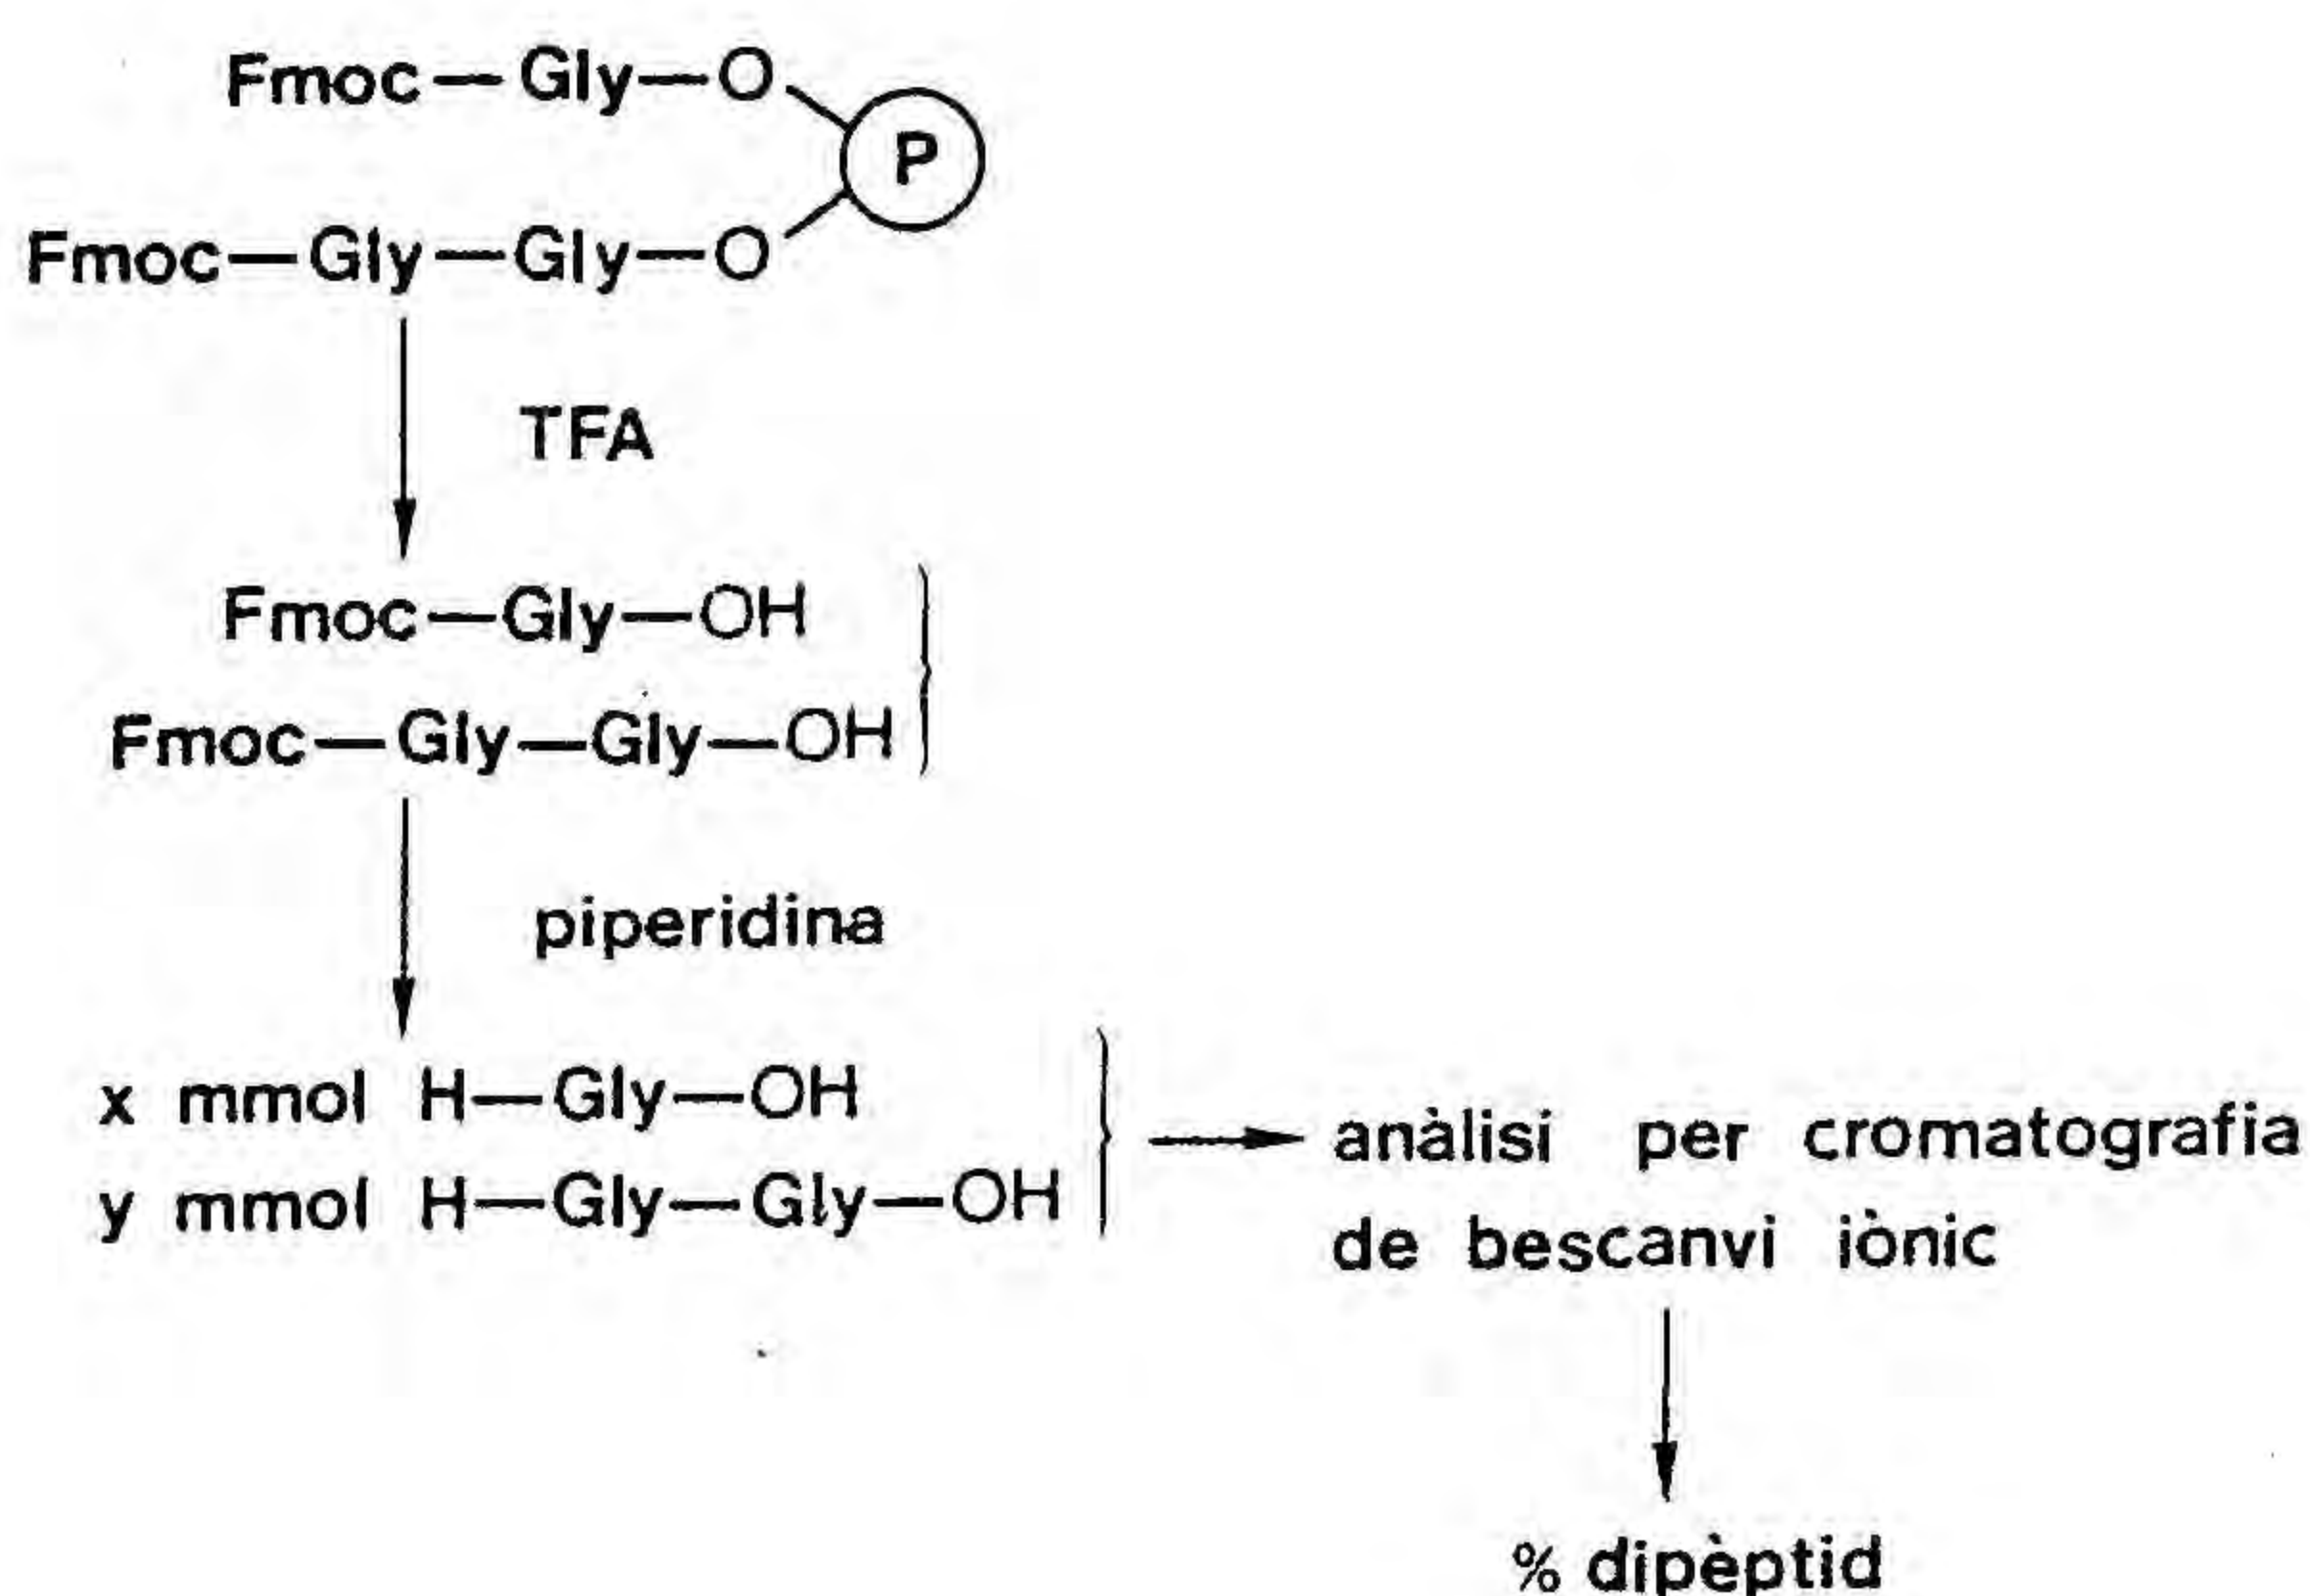 Fmoc—Gly—O
P
Fmoc—Gly—Gly—O
TFA
Fmoc—Gly—OH
Fmoc—Gly—Gly—OH
piperidina
x mmol H—Gly—OH
y mmol H—Gly—Gly—OH
anàlisi per cromatografia
de bescanvi iònic
% dipèptid